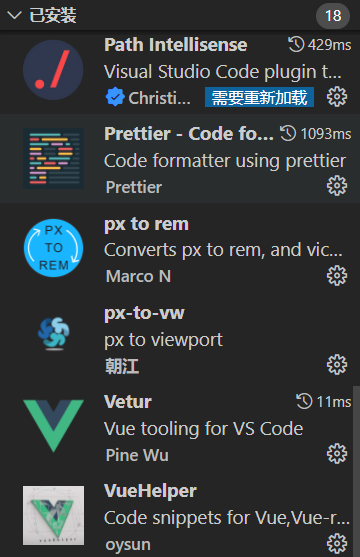 已安装 18
Path Intellisense 429ms
Visual Studio Code plugin t...
Christi... 需要重新加载
Prettier - Code fo... 1093ms
Code formatter using prettier
Prettier
PX
TO
REM
px to rem
Converts px to rem, and vic...
Marco N
px-to-vw
px to viewport
朝江
Vetur 11ms
Vue tooling for VS Code
Pine Wu
VueHelper
Code snippets for Vue,Vue-r...
oysun